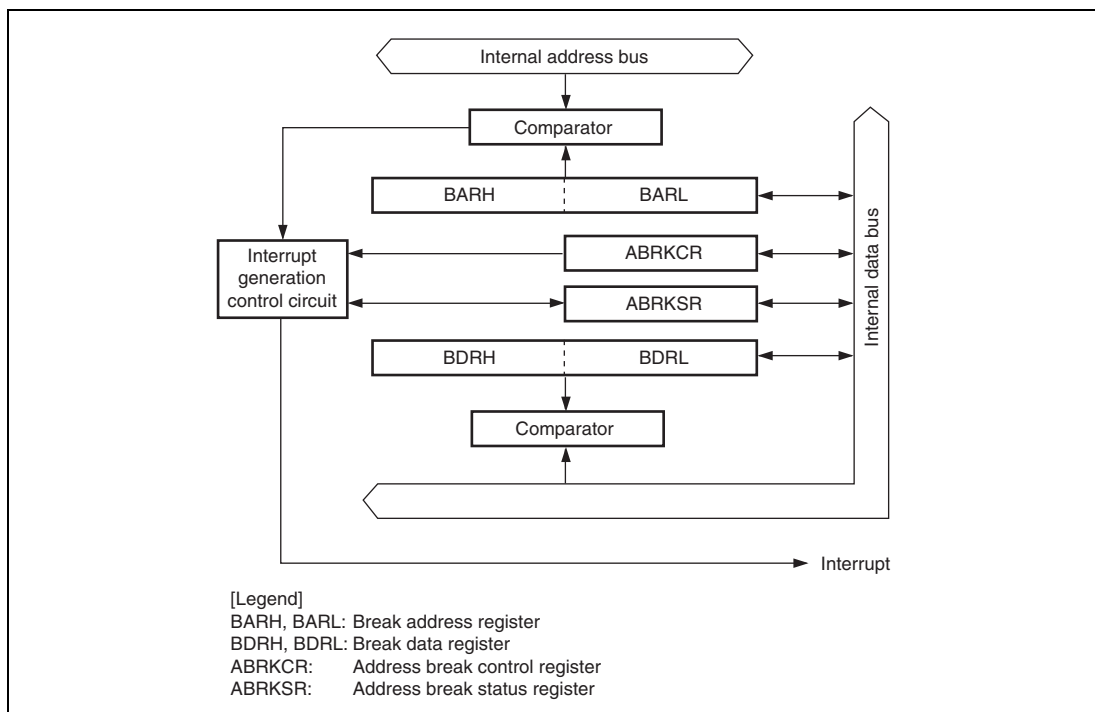 Internal address bus
Comparator
BARH BARL
Interrupt
generation
control circuit
ABRKCR
ABRKSR
Internal data bus
BDRH BDRL
Comparator
Interrupt
[Legend]
BARH, BARL: Break address register
BDRH, BDRL: Break data register
ABRKCR: Address break control register
ABRKSR: Address break status register